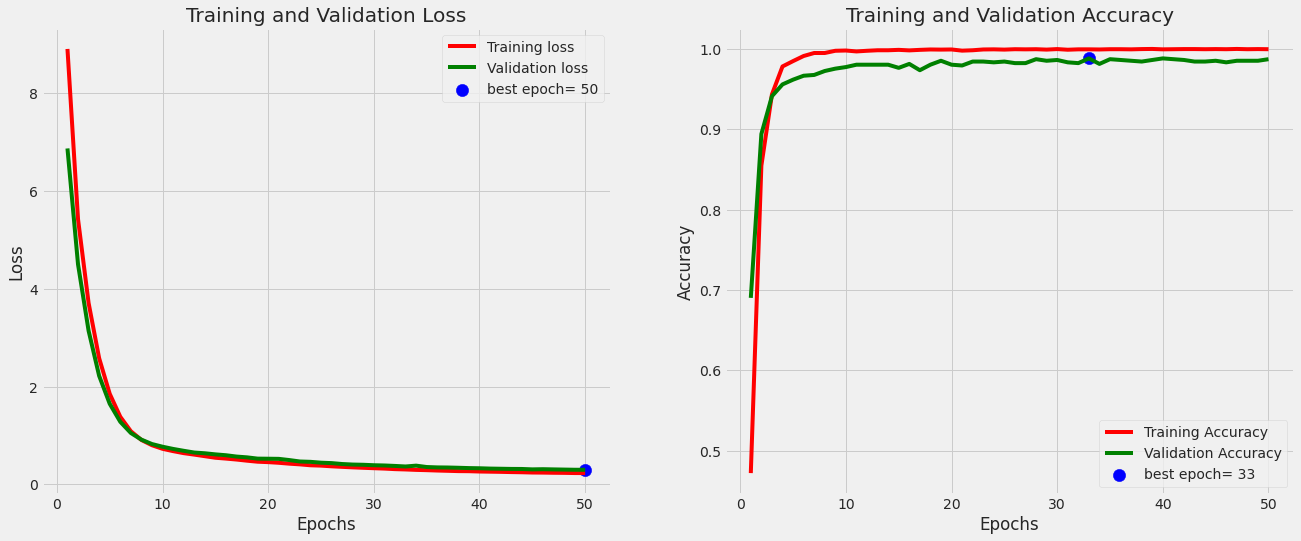 Training and Validation Loss
Training loss
Validation loss
best epoch= 50
8
6
4
2
0
Loss
0 10 20 30 40 50
Epochs
Training and Validation Accuracy
1.0
0.9
0.8
0.7
0.6
0.5
Accuracy
Training Accuracy
Validation Accuracy
best epoch= 33
0 10 20 30 40 50
Epochs